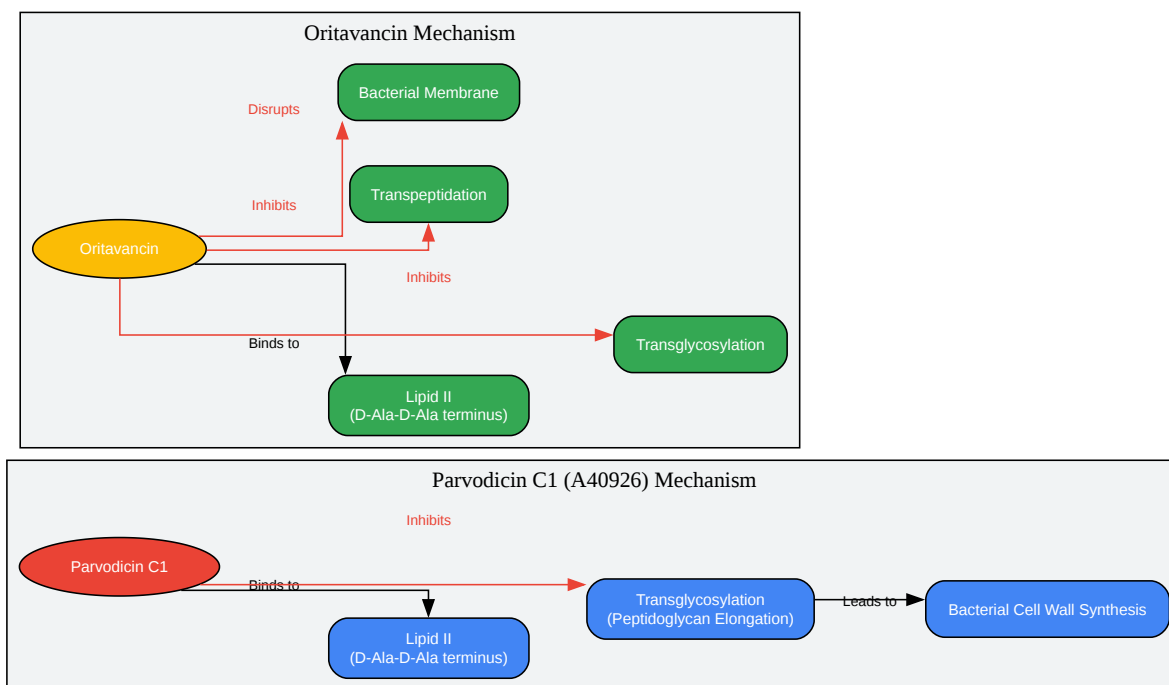 Oritavancin Mechanism
Bacterial Membrane
Disrupts
Transpeptidation
Inhibits
Oritavancin
Inhibits
Transglycosylation
Binds to
Lipid II
(D-Ala-D-Ala terminus)
Parvodicin C1 (A40926) Mechanism
Inhibits
Parvodicin C1
Binds to
Transglycosylation
(Peptidoglycan Elongation)
Leads to
Bacterial Cell Wall Synthesis
Lipid II
(D-Ala-D-Ala terminus)